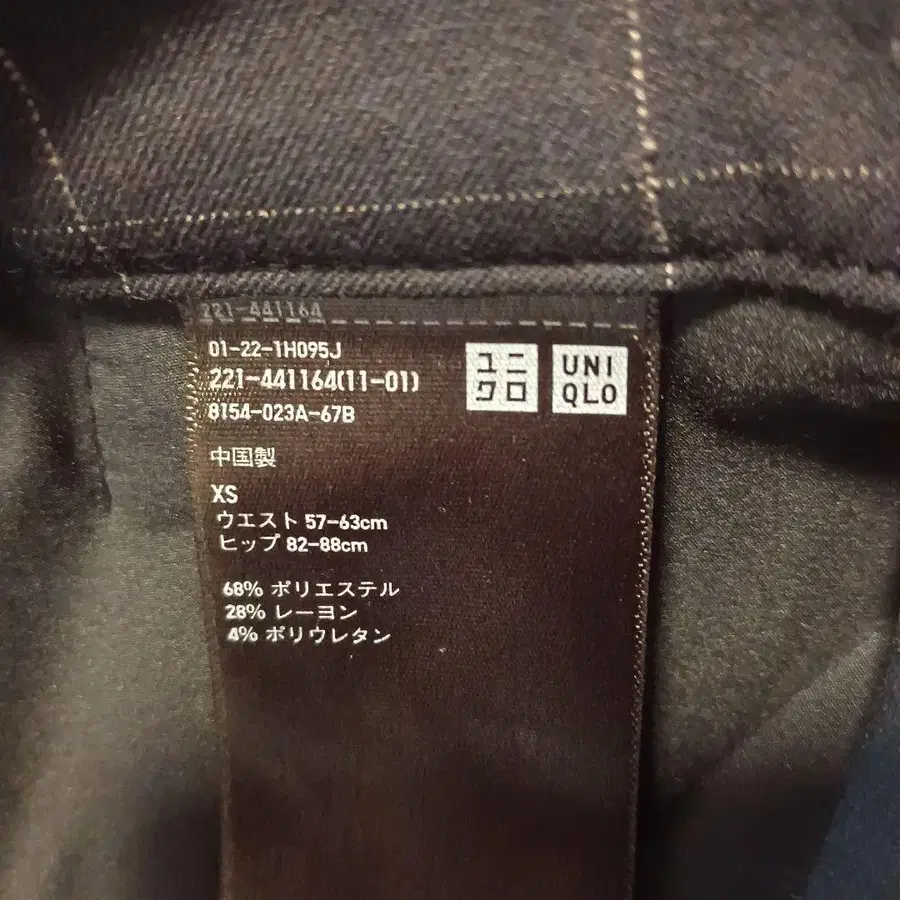 221-441164
01-22-1H095J
221-441164(11-01)
8154-023A-67B
ユニ
クロ
UNI
QLO
中国製
XS
ウエスト 57-63cm
ヒップ 82-88cm
68% ポリエステル
28% レーヨン
4% ポリウレタン